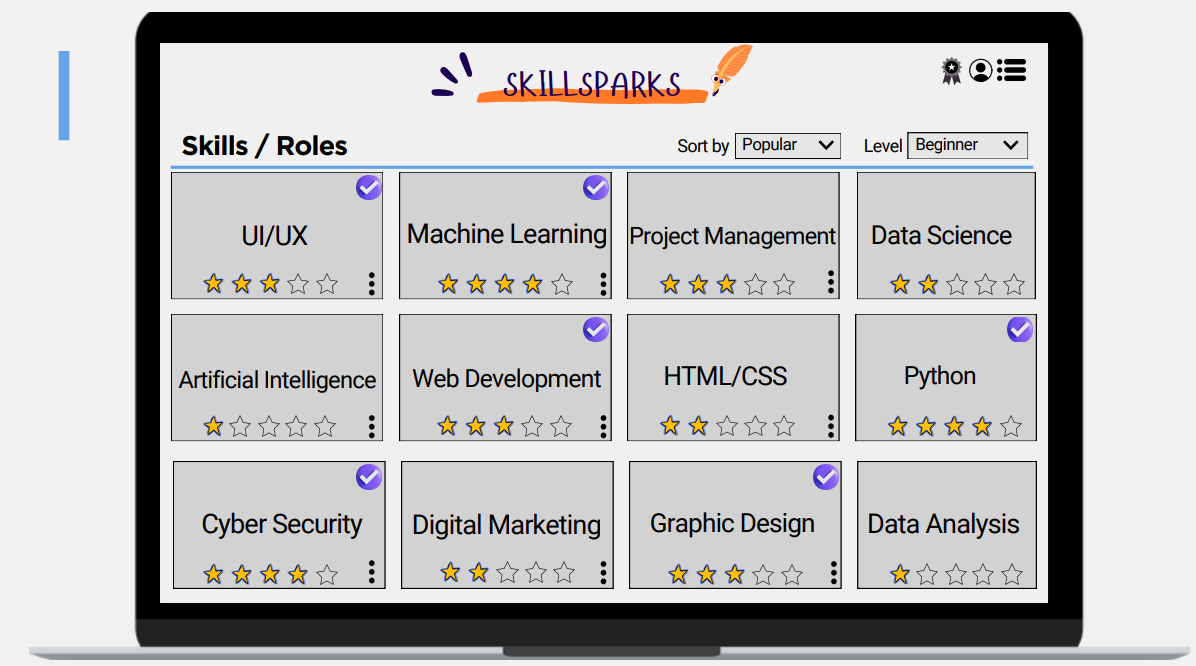 SKILLSPARKS
Skills / Roles
Sort by Popular Level Beginner
UI/UX Machine Learning Project Management Data Science
Artificial Intelligence Web Development HTML/CSS Python
Cyber Security Digital Marketing Graphic Design Data Analysis